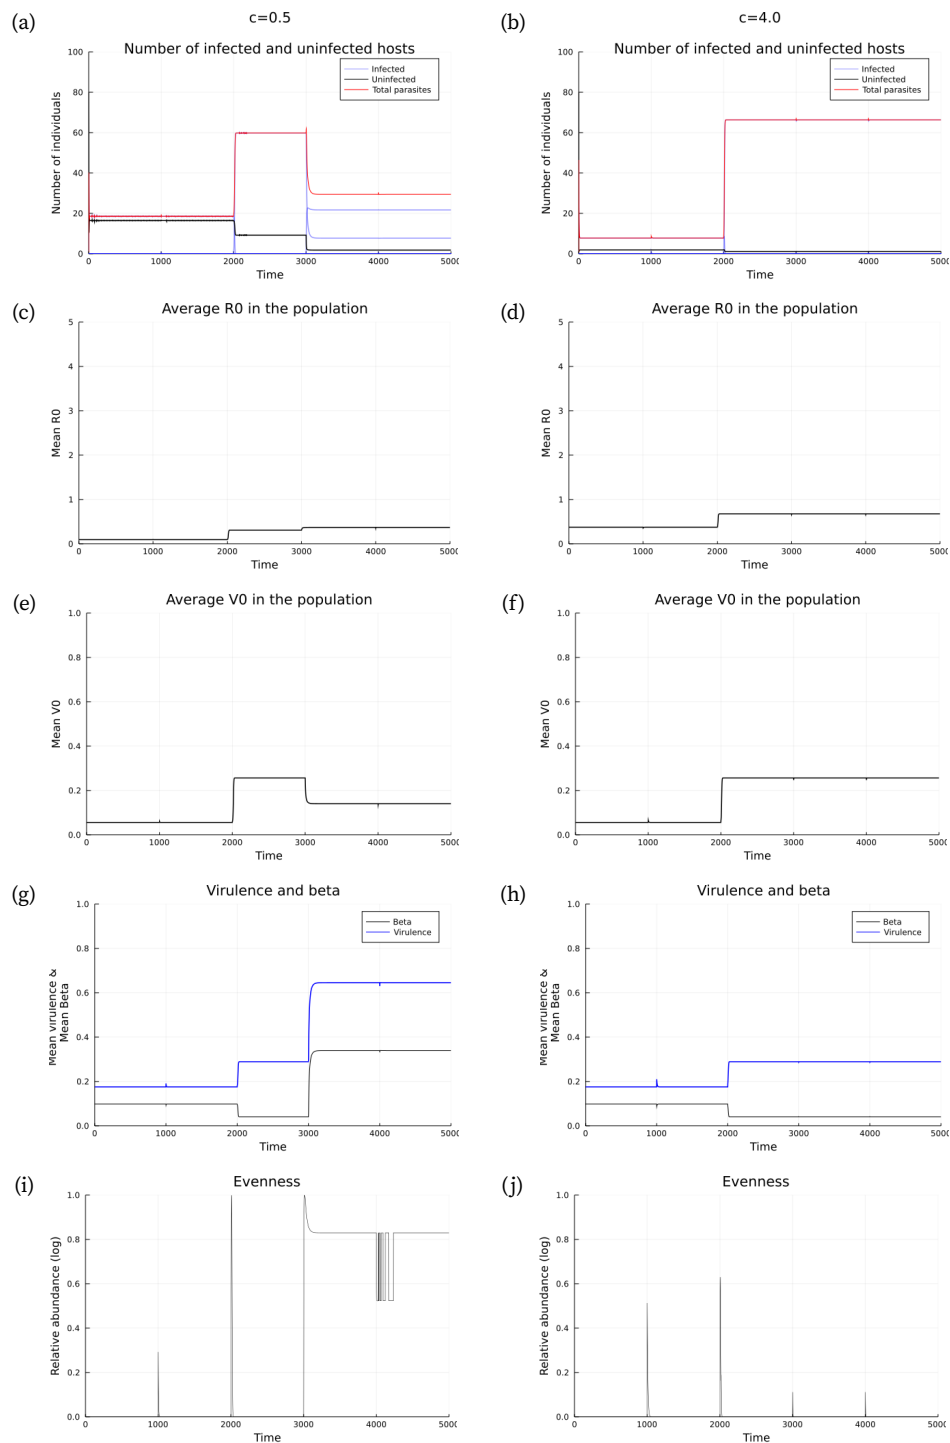 (a)
c=0.5
Number of infected and uninfected hosts
Number of individuals
100
80
60
40
20
0
Infected
Uninfected
Total parasites
0 1000 2000 3000 4000 5000
Time
(b)
c=4.0
Number of infected and uninfected hosts
Number of individuals
100
80
60
40
20
0
Infected
Uninfected
Total parasites
0 1000 2000 3000 4000 5000
Time
(c)
Average R0 in the population
Mean R0
5
4
3
2
1
0
0 1000 2000 3000 4000 5000
Time
(d)
Average R0 in the population
Mean R0
5
4
3
2
1
0
0 1000 2000 3000 4000 5000
Time
(e)
Average V0 in the population
Mean V0
1.0
0.8
0.6
0.4
0.2
0.0
0 1000 2000 3000 4000 5000
Time
(f)
Average V0 in the population
Mean V0
1.0
0.8
0.6
0.4
0.2
0.0
0 1000 2000 3000 4000 5000
Time
(g)
Virulence and beta
Mean virulence &
Mean Beta
1.0
0.8
0.6
0.4
0.2
0.0
Beta
Virulence
0 1000 2000 3000 4000 5000
Time
(h)
Virulence and beta
Mean virulence &
Mean Beta
1.0
0.8
0.6
0.4
0.2
0.0
Beta
Virulence
0 1000 2000 3000 4000 5000
Time
(i)
Evenness
Relative abundance (log)
1.0
0.8
0.6
0.4
0.2
0.0
0 1000 2000 3000 4000 5000
Time
(j)
Evenness
Relative abundance (log)
1.0
0.8
0.6
0.4
0.2
0.0
0 1000 2000 3000 4000 5000
Time